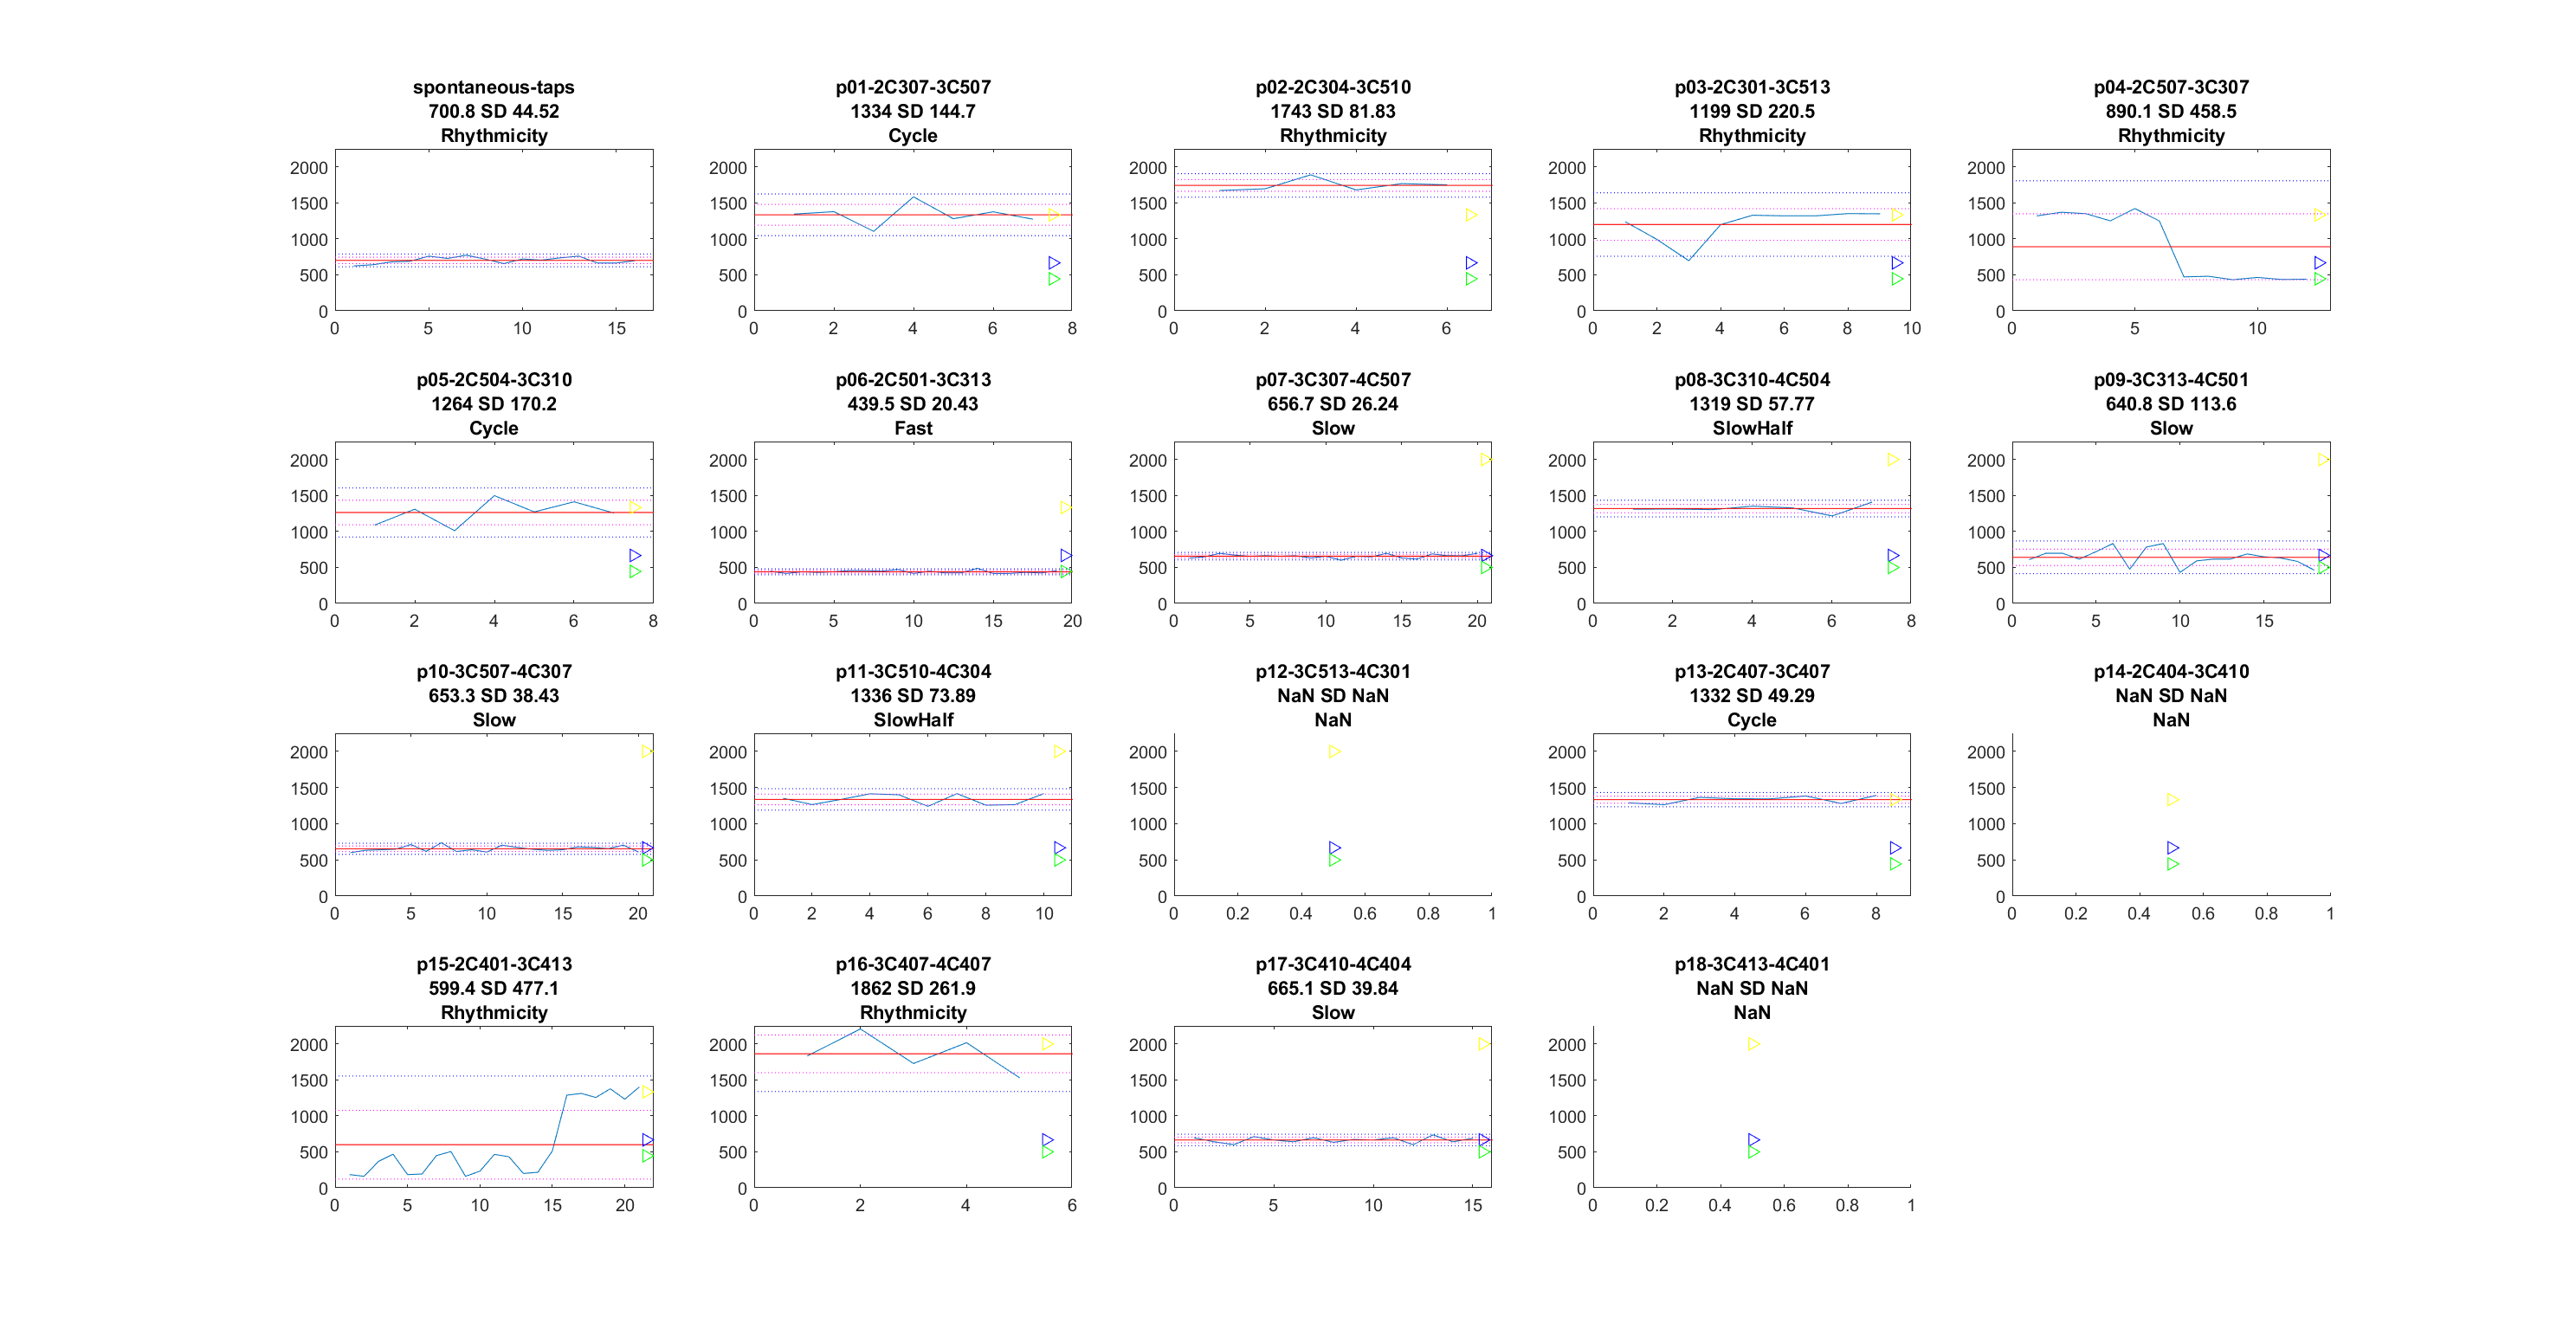 spontaneous-taps
700.8 SD 44.52
Rhythmicity
2000
1500
1000
500
0
0 5 10 15
p01-2C307-3C507
1334 SD 144.7
Cycle
2000
1500
1000
500
0
0 2 4 6 8
p02-2C304-3C510
1743 SD 81.83
Rhythmicity
2000
1500
1000
500
0
0 2 4 6
p03-2C301-3C513
1199 SD 220.5
Rhythmicity
2000
1500
1000
500
0
0 2 4 6 8 10
p04-2C507-3C307
890.1 SD 458.5
Rhythmicity
2000
1500
1000
500
0
0 5 10
p05-2C504-3C310
1264 SD 170.2
Cycle
2000
1500
1000
500
0
0 2 4 6 8
p06-2C501-3C313
439.5 SD 20.43
Fast
2000
1500
1000
500
0
0 5 10 15 20
p07-3C307-4C507
656.7 SD 26.24
Slow
2000
1500
1000
500
0
0 5 10 15 20
p08-3C310-4C504
1319 SD 57.77
SlowHalf
2000
1500
1000
500
0
0 2 4 6 8
p09-3C313-4C501
640.8 SD 113.6
Slow
2000
1500
1000
500
0
0 5 10 15
p10-3C507-4C307
653.3 SD 38.43
Slow
2000
1500
1000
500
0
0 5 10 15 20
p11-3C510-4C304
1336 SD 73.89
SlowHalf
2000
1500
1000
500
0
0 2 4 6 8 10
p12-3C513-4C301
NaN SD NaN
NaN
2000
1500
1000
500
0
0 0.2 0.4 0.6 0.8 1
p13-2C407-3C407
1332 SD 49.29
Cycle
2000
1500
1000
500
0
0 2 4 6 8
p14-2C404-3C410
NaN SD NaN
NaN
2000
1500
1000
500
0
0 0.2 0.4 0.6 0.8 1
p15-2C401-3C413
599.4 SD 477.1
Rhythmicity
2000
1500
1000
500
0
0 5 10 15 20
p16-3C407-4C407
1862 SD 261.9
Rhythmicity
2000
1500
1000
500
0
0 2 4 6
p17-3C410-4C404
665.1 SD 39.84
Slow
2000
1500
1000
500
0
0 5 10 15
p18-3C413-4C401
NaN SD NaN
NaN
2000
1500
1000
500
0
0 0.2 0.4 0.6 0.8 1